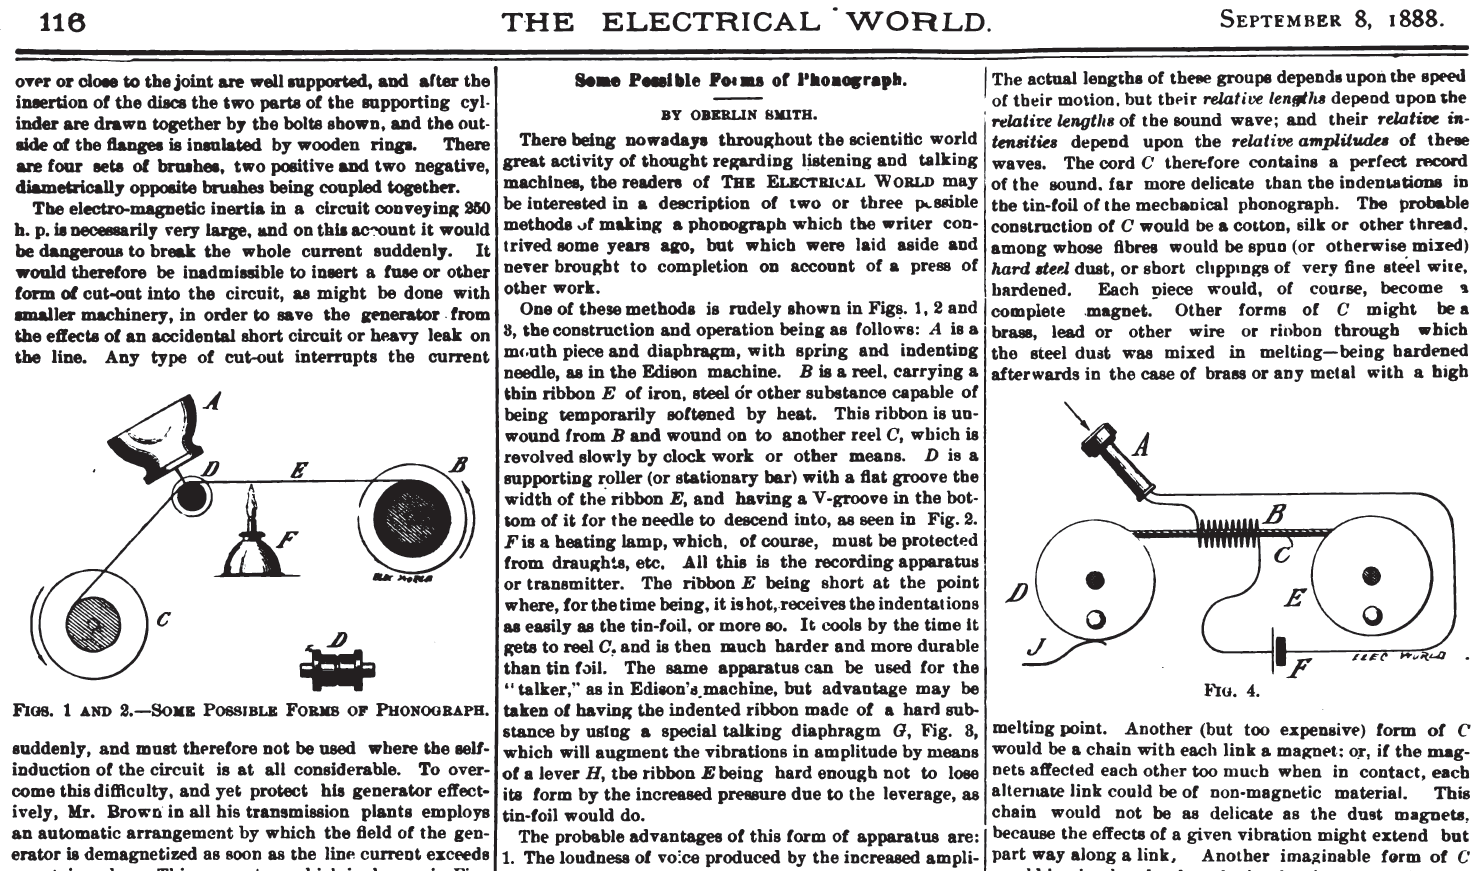 116
THE ELECTRICAL WORLD.
SEPTEMBER 8, 1888.
over or close to the joint are well supported, and after the
insertion of the discs the two parts of the supporting cyl-
inder are drawn together by the bolts shown, and the out-
side of the flanges is insulated by wooden rings. There
are four sets of brushes, two positive and two negative,
diametrically opposite brushes being coupled together.
The electro-magnetic inertia in a circuit conveying 250
h. p. is necessarily very large, and on this account it would
be dangerous to break the whole current suddenly. It
would therefore be inadmissible to insert a fuse or other
form of cut-out into the circuit, as might be done with
smaller machinery, in order to save the generator from
the effects of an accidental short circuit or heavy leak on
the line. Any type of cut-out interrupts the current
A
D
E
B
F
ELEC WORLD
C
D
FIGS. 1 AND 2.—SOME POSSIBLE FORMS OF PHONOGRAPH.
suddenly, and must therefore not be used where the self-
induction of the circuit is at all considerable. To over-
come this difficulty, and yet protect his generator effect-
ively, Mr. Brown in all his transmission plants employs
an automatic arrangement by which the field of the gen-
erator is demagnetized as soon as the line current exceeds
Some Possible Forms of Phonograph.
BY OBERLIN SMITH.
There being nowadays throughout the scientific world
great activity of thought regarding listening and talking
machines, the readers of THE ELECTRICAL WORLD may
be interested in a description of two or three possible
methods of making a phonograph which the writer con-
trived some years ago, but which were laid aside and
never brought to completion on account of a press of
other work.
One of these methods is rudely shown in Figs. 1, 2 and
3, the construction and operation being as follows: A is a
mouth piece and diaphragm, with spring and indenting
needle, as in the Edison machine. B is a reel, carrying a
thin ribbon E of iron, steel or other substance capable of
being temporarily softened by heat. This ribbon is un-
wound from B and wound on to another reel C, which is
revolved slowly by clock work or other means. D is a
supporting roller (or stationary bar) with a flat groove the
width of the ribbon E, and having a V-groove in the bot-
tom of it for the needle to descend into, as seen in Fig. 2.
F is a heating lamp, which, of course, must be protected
from draughts, etc. All this is the recording apparatus
or transmitter. The ribbon E being short at the point
where, for the time being, it is hot, receives the indentations
as easily as the tin-foil, or more so. It cools by the time it
gets to reel C, and is then much harder and more durable
than tin foil. The same apparatus can be used for the
"talker," as in Edison's machine, but advantage may be
taken of having the indented ribbon made of a hard sub-
stance by using a special talking diaphragm G, Fig. 3,
which will augment the vibrations in amplitude by means
of a lever H, the ribbon E being hard enough not to lose
its form by the increased pressure due to the leverage, as
tin-foil would do.
The probable advantages of this form of apparatus are:
1. The loudness of voice produced by the increased ampli-
The actual lengths of these groups depends upon the speed
of their motion, but their relative lengths depend upon the
relative lengths of the sound wave; and their relative in-
tensities depend upon the relative amplitudes of these
waves. The cord C therefore contains a perfect record
of the sound, far more delicate than the indentations in
the tin-foil of the mechanical phonograph. The probable
construction of C would be a cotton, silk or other thread,
among whose fibres would be spun (or otherwise mixed)
hard steel dust, or short clippings of very fine steel wire,
hardened. Each piece would, of course, become a
complete magnet. Other forms of C might be a
brass, lead or other wire or ribbon through which
the steel dust was mixed in melting—being hardened
afterwards in the case of brass or any metal with a high
A
B
C
D
E
J
F
ELEC WORLD
FIG. 4.
melting point. Another (but too expensive) form of C
would be a chain with each link a magnet; or, if the mag-
nets affected each other too much when in contact, each
alternate link could be of non-magnetic material. This
chain would not be as delicate as the dust magnets,
because the effects of a given vibration might extend but
part way along a link. Another imaginable form of C